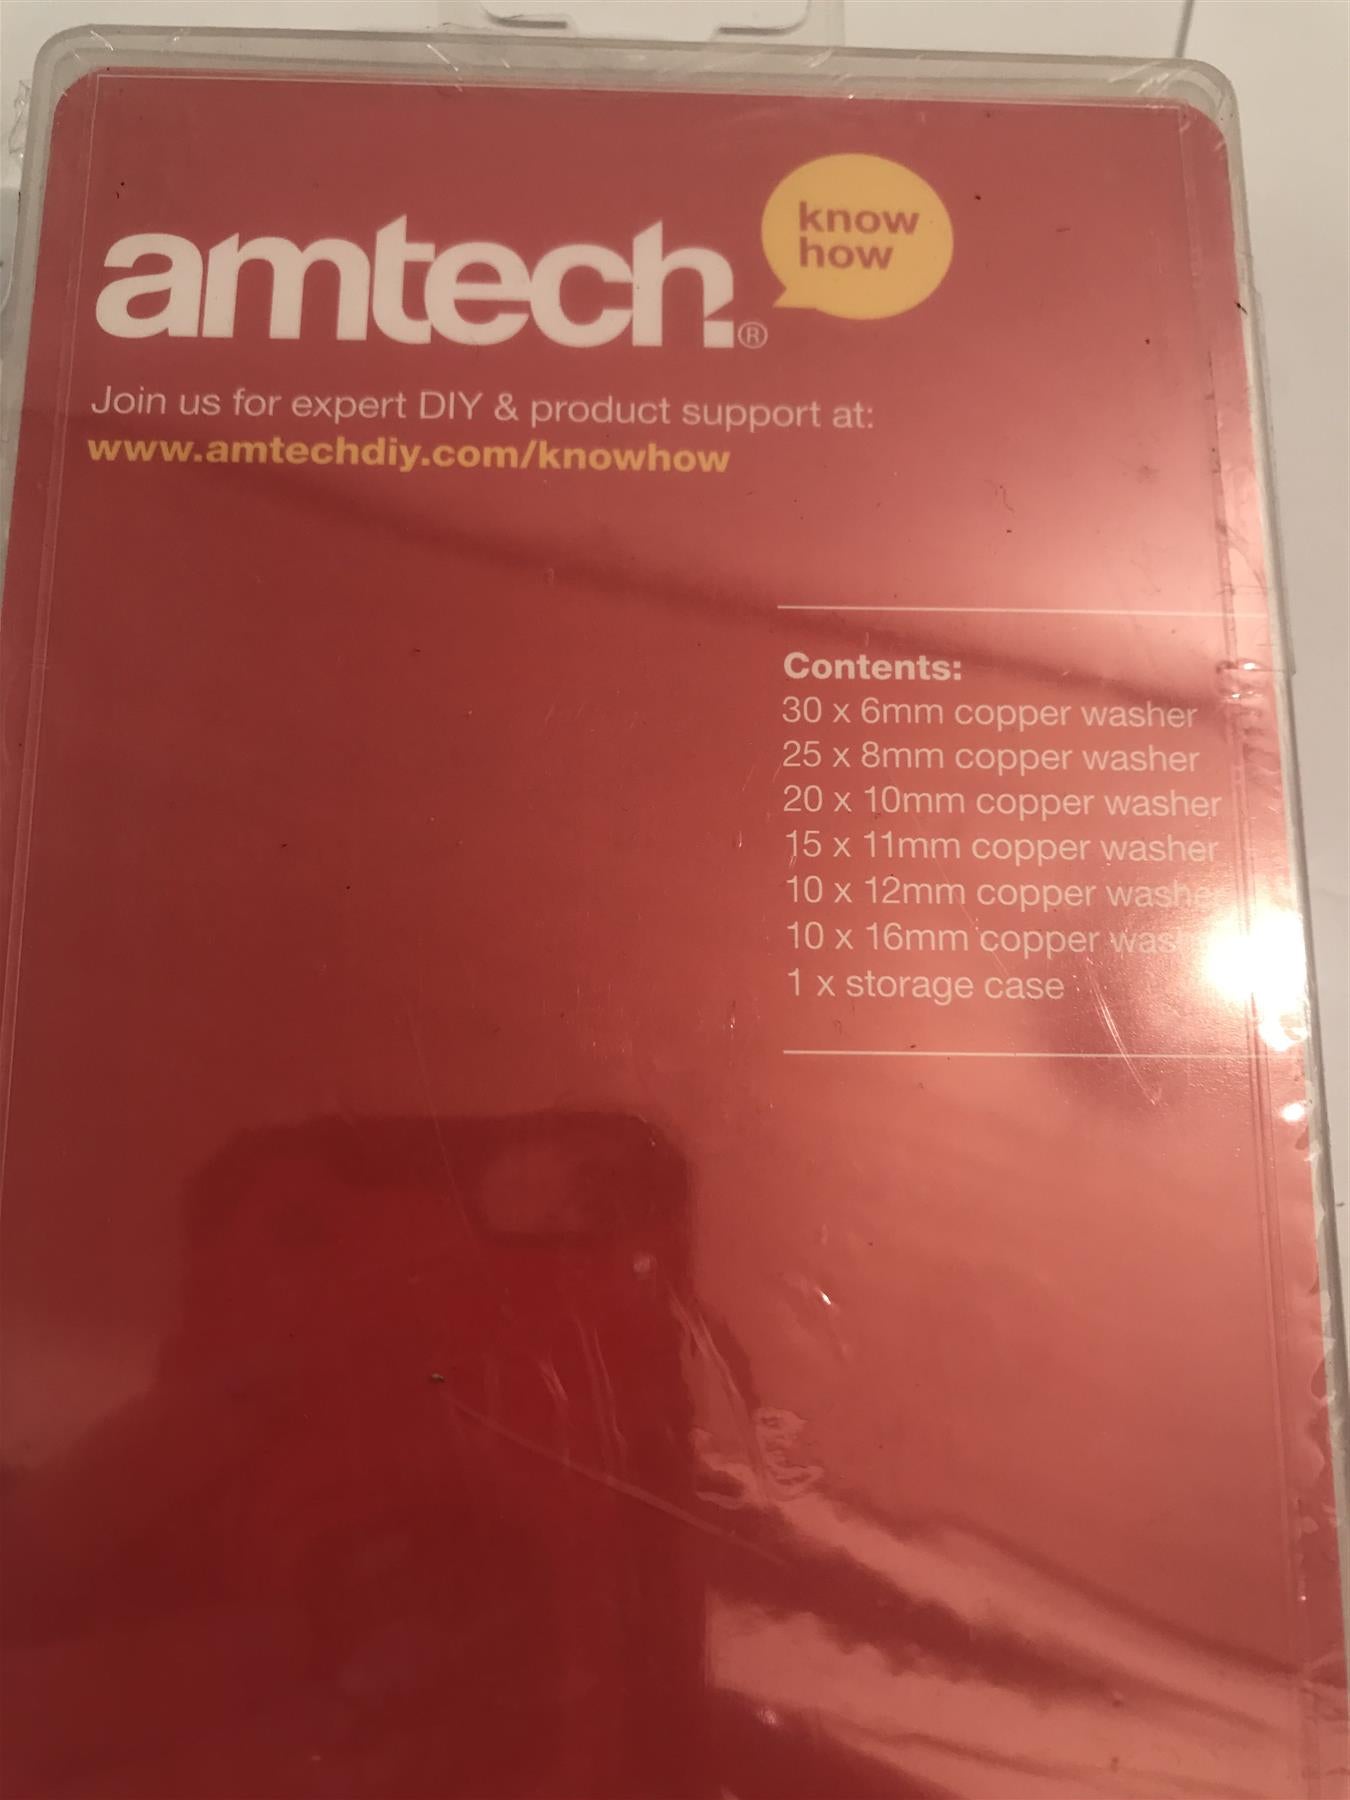 amtech®
know
how
Join us for expert DIY & product support at:
www.amtechdiy.com/knowhow
Contents:
30 x 6mm copper washer
25 x 8mm copper washer
20 x 10mm copper washer
15 x 11mm copper washer
10 x 12mm copper washer
10 x 16mm copper
1 x storage case